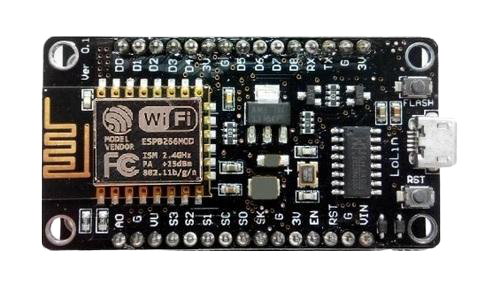 Ver 0.1
D0 D1 D2 D3 D4 3V G D5 D6 D7 D8 RX TX G 3V
FLASH
WiFi
MODEL
VENDOR
ESP8266MOD
FC
ISM 2.4GHz
PA +25dBm
802.11b/g/n
LoLin
RST
AO G VU S3 S2 S1 SC SO SK G 3V EN RST G VIN